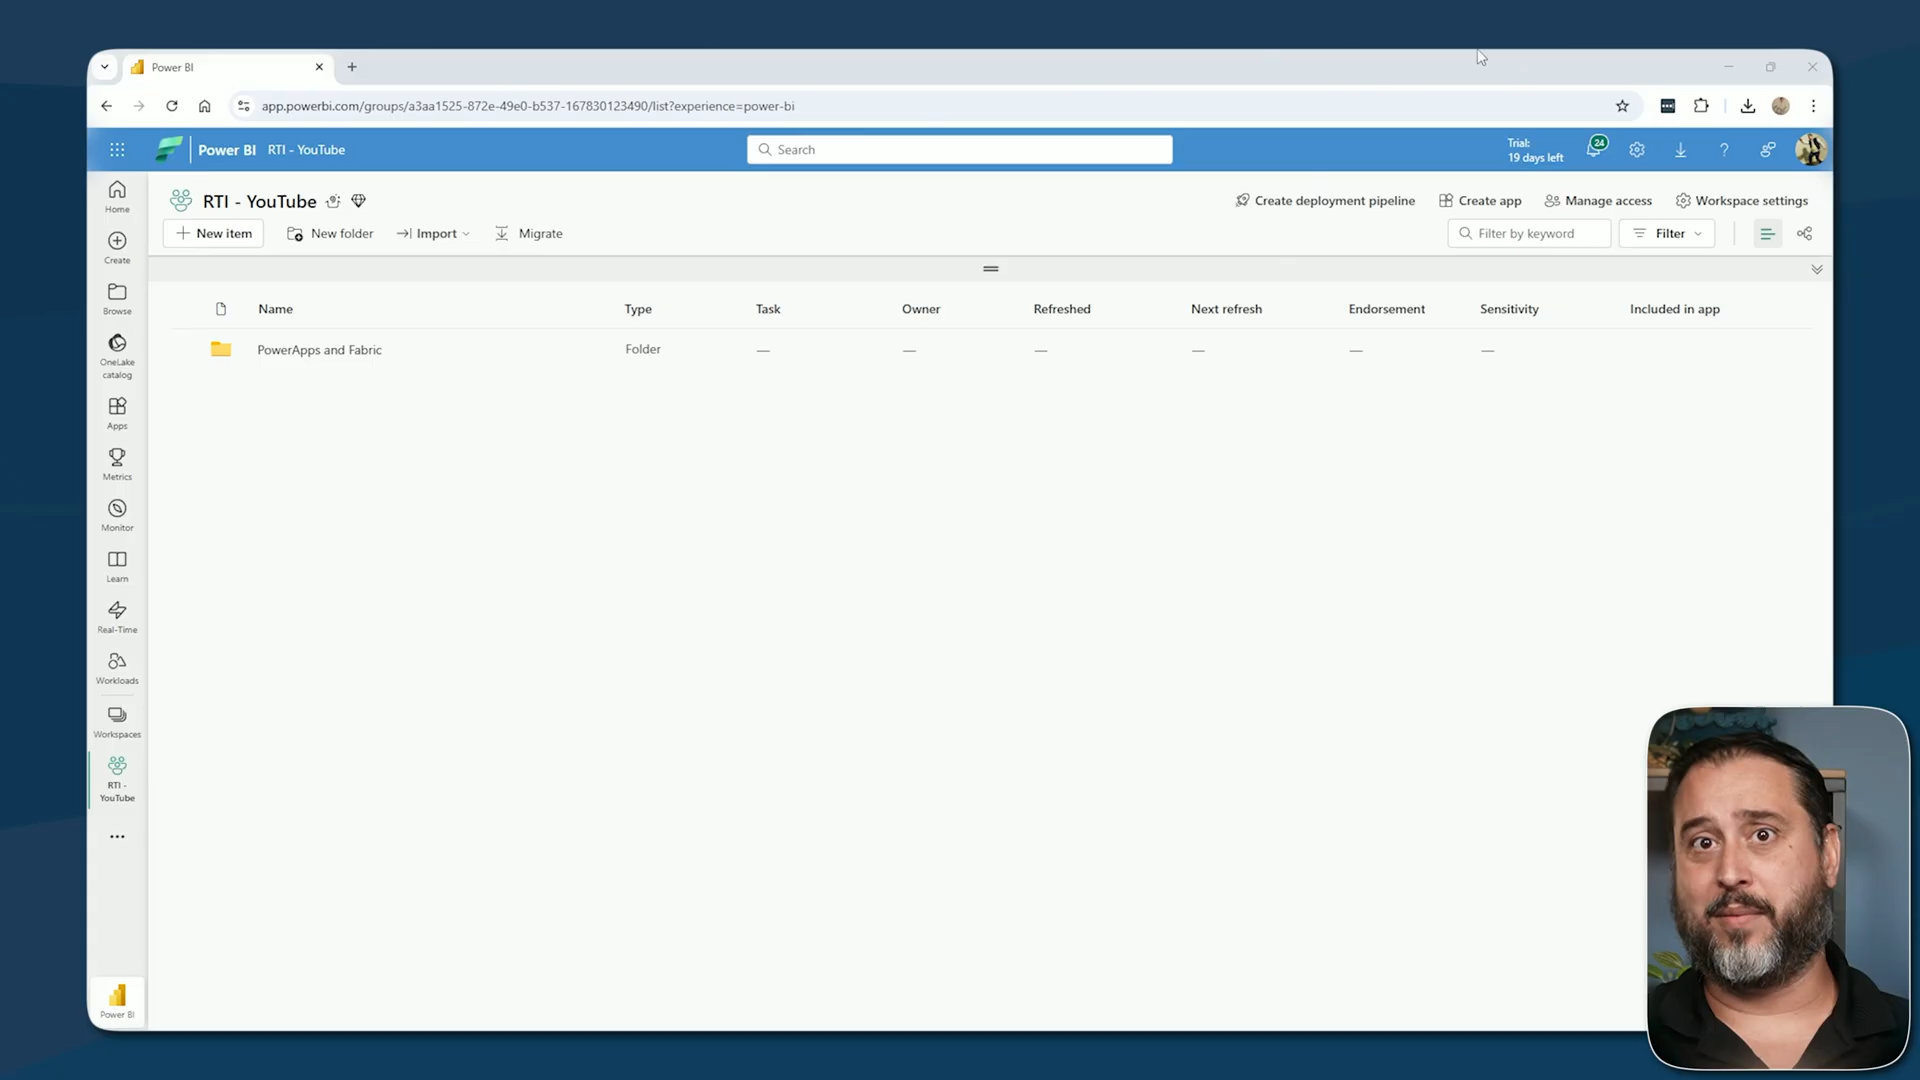 Power BI
app.powerbi.com/groups/a3aa1525-872e-49e0-b537-167830123490/list?experience=power-bi
Power BI RTI - YouTube Search Trial: 19 days left 24
RTI - YouTube Create deployment pipeline Create app Manage access Workspace settings
New item New folder Import Migrate Filter by keyword Filter
Name Type Task Owner Refreshed Next refresh Endorsement Sensitivity Included in app
PowerApps and Fabric Folder — — — — — —
Home
Create
Browse
OneLake
catalog
Apps
Metrics
Monitor
Learn
Real-Time
Workloads
Workspaces
RTI -
YouTube
Power BI